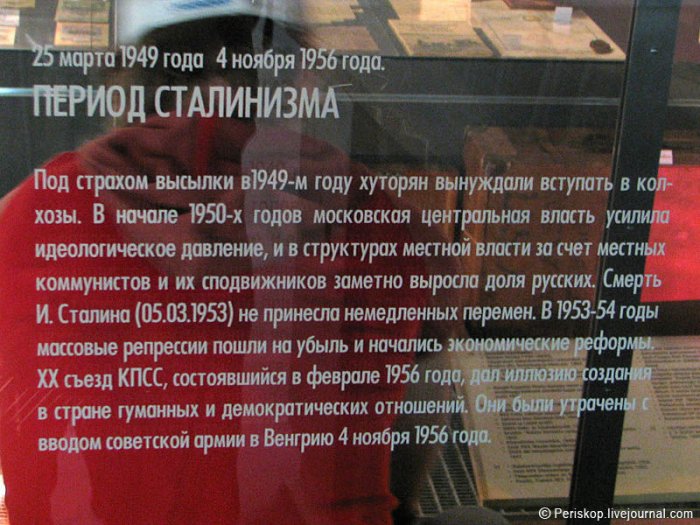 25 марта 1949 года 4 ноября 1956 года.
ПЕРИОД СТАЛИНИЗМА
Под страхом высылки в1949-м году хуторян вынуждали вступать в кол-
хозы. В начале 1950-х годов московская центральная власть усилила
идеологическое давление, и в структурах местной власти за счет местных
коммунистов и их сподвижников заметно выросла доля русских. Смерть
И. Сталина (05.03.1953) не принесла немедленных перемен. В 1953-54 годы
массовые репрессии пошли на убыль и начались экономические реформы.
XX съезд КПСС, состоявшийся в феврале 1956 года, дал иллюзию создания
в стране гуманных и демократических отношений. Они были утрачены с
вводом советской армии в Венгрию 4 ноября 1956 года.
© Periskop.livejournal.com